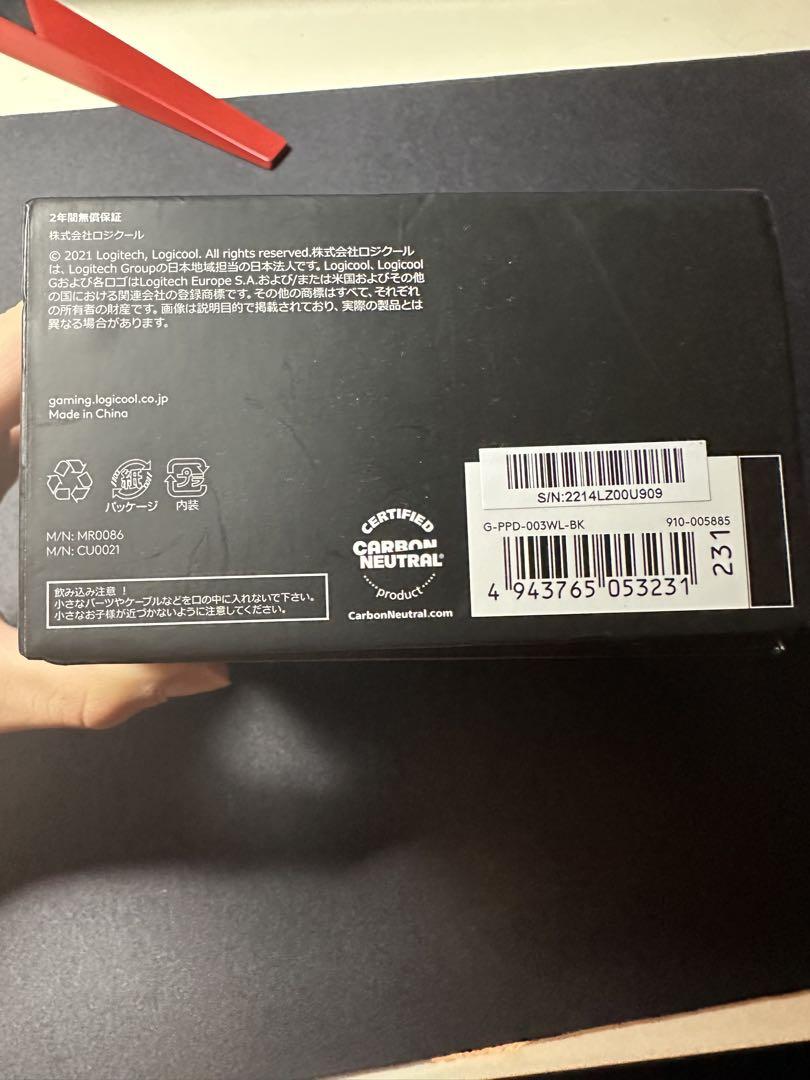 2年間無償保証
株式会社ロジクール
© 2021 Logitech, Logicool. All rights reserved.株式会社ロジクール
は、Logitech Groupの日本地域担当の日本法人です。Logicool、Logicool
Gおよび各ロゴはLogitech Europe S.A.および/または米国およびその他
の国における関連会社の登録商標です。その他の商標はすべて、それぞれ
の所有者の財産です。画像は説明目的で掲載されており、実際の製品とは
異なる場合があります。
gaming.logicool.co.jp
Made in China
紙
パッケージ
プラ
内装
M/N: MR0086
M/N: CU0021
飲み込み注意！
小さなパーツやケーブルなどを口の中に入れないで下さい。
小さなお子様が近づかないように注意してください。
CERTIFIED
CARBON
NEUTRAL®
product
CarbonNeutral.com
S/N:2214LZ00U909
G-PPD-003WL-BK 910-005885
4 943765 053231
231